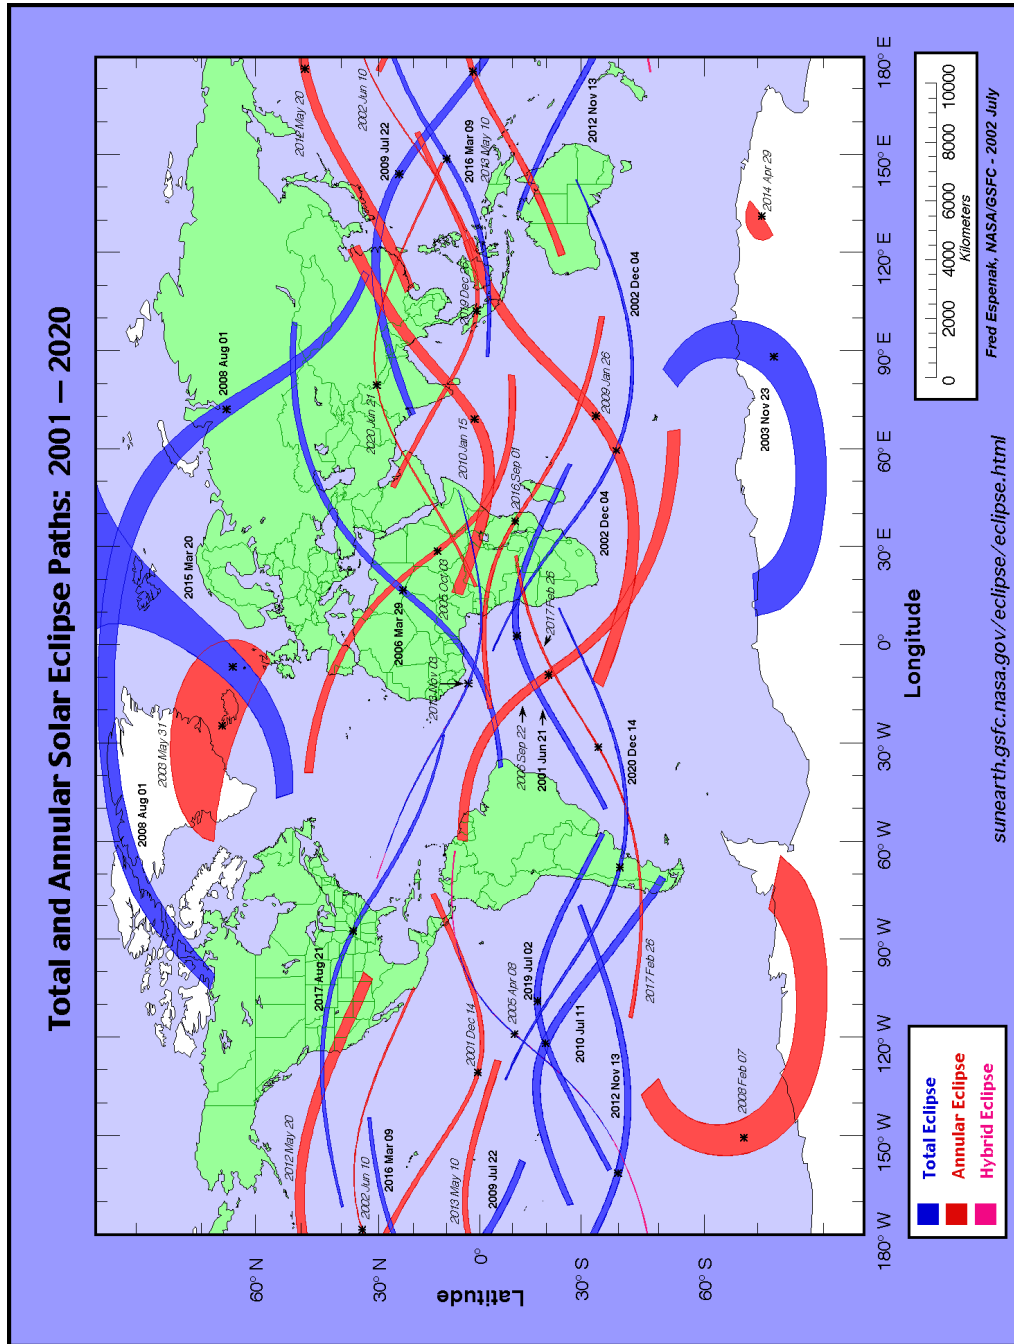 Total and Annular Solar Eclipse Paths: 2001 – 2020
2008 Aug 01
2003 May 31
2015 Mar 20
2008 Aug 01
2012 May 20
2002 Jun 10
2009 Jul 22
2016 Mar 09
2013 May 10
2012 Nov 13
2012 May 20
2002 Jun 10
2016 Mar 09
2013 May 10
2009 Jul 22
2017 Aug 21
2001 Dec 14
2005 Apr 08
2019 Jul 02
2010 Jul 11
2012 Nov 13
2017 Feb 26
2013 Nov 03
2006 Mar 29
2005 Oct 03
2020 Jun 21
2010 Jan 15
2016 Sep 01
2019 Dec 26
2009 Jan 26
2002 Dec 04
2002 Dec 04
2006 Sep 22
2001 Jun 21
2017 Feb 26
2020 Dec 14
2008 Feb 07
2003 Nov 23
2014 Apr 29
60° N
30° N
0°
30° S
60° S
Latitude
180° W
150° W
120° W
90° W
60° W
30° W
0°
30° E
60° E
90° E
120° E
150° E
180° E
Longitude
Total Eclipse
Annular Eclipse
Hybrid Eclipse
0 2000 4000 6000 8000 10000
Kilometers
Fred Espenak, NASA/GSFC - 2002 July
sunearth.gsfc.nasa.gov/eclipse/eclipse.html